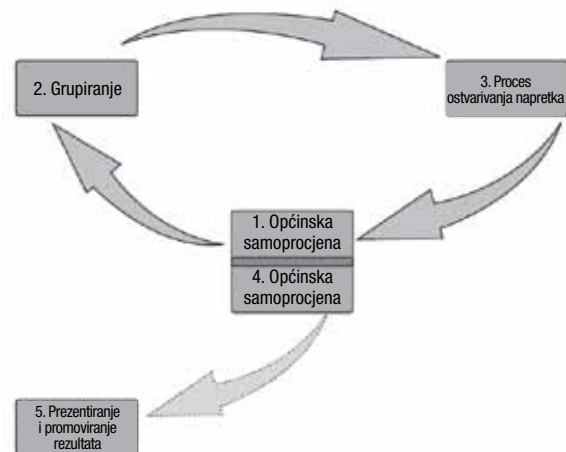 2. Grupiranje
3. Proces
ostvarivanja napretka
1. Općinska
samoprocjena
4. Općinska
samoprocjena
5. Prezentiranje
i promoviranje
rezultata